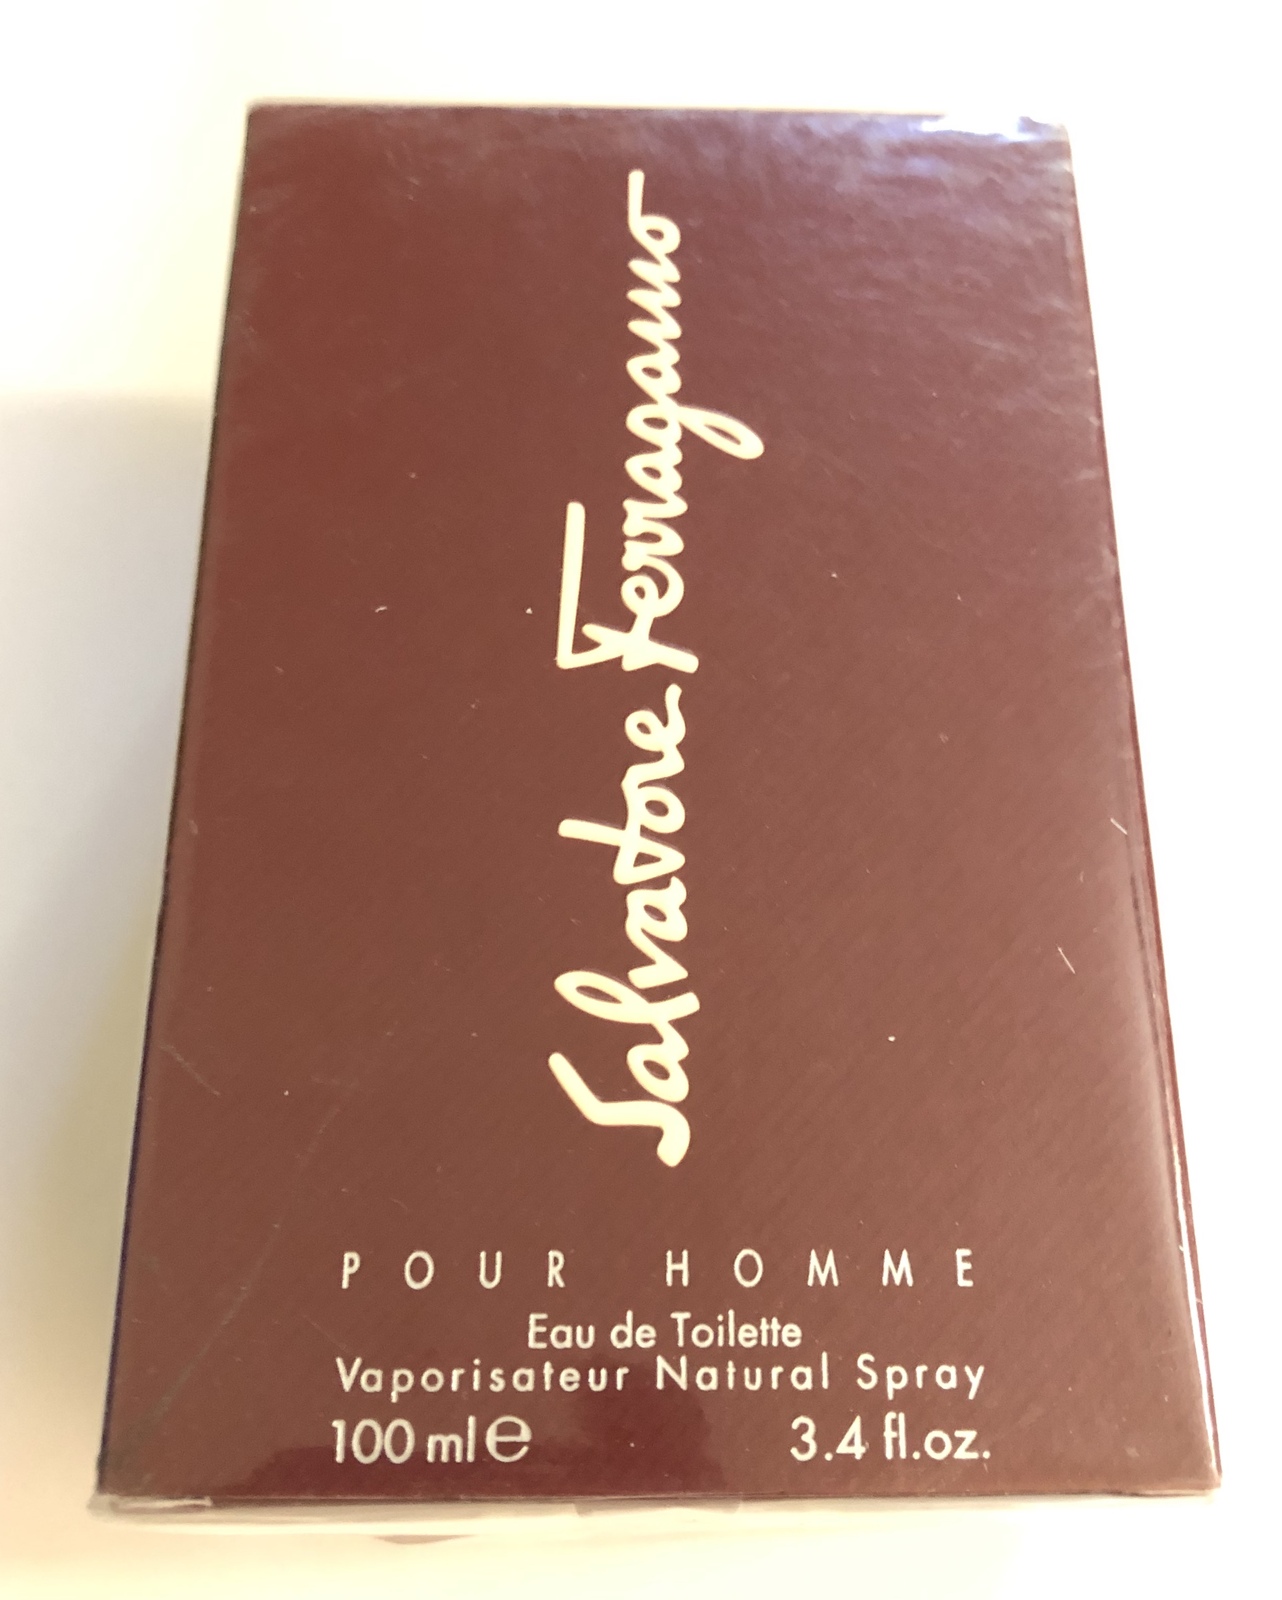 Salvatore Ferragamo
POUR HOMME
Eau de Toilette
Vaporisateur Natural Spray
100 ml ℮ 3.4 fl.oz.